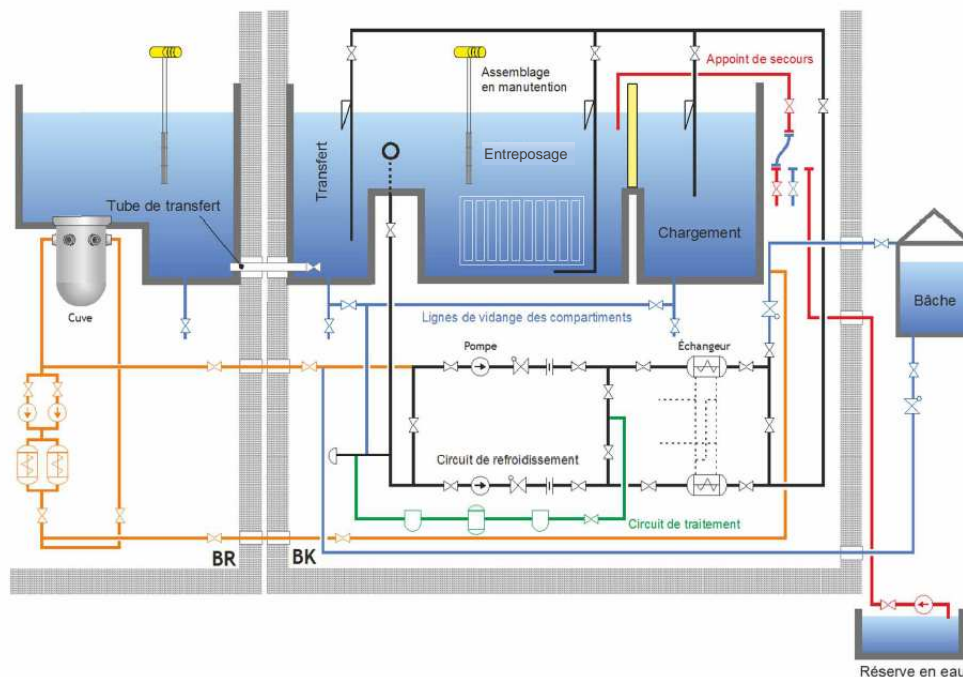 Appoint de secours
Assemblage
en manutention
Transfert
Entreposage
Tube de transfert
Chargement
Cuve
Lignes de vidange des compartiments
Bâche
Pompe
Échangeur
Circuit de refroidissement
Circuit de traitement
BR
BK
Réserve en eau